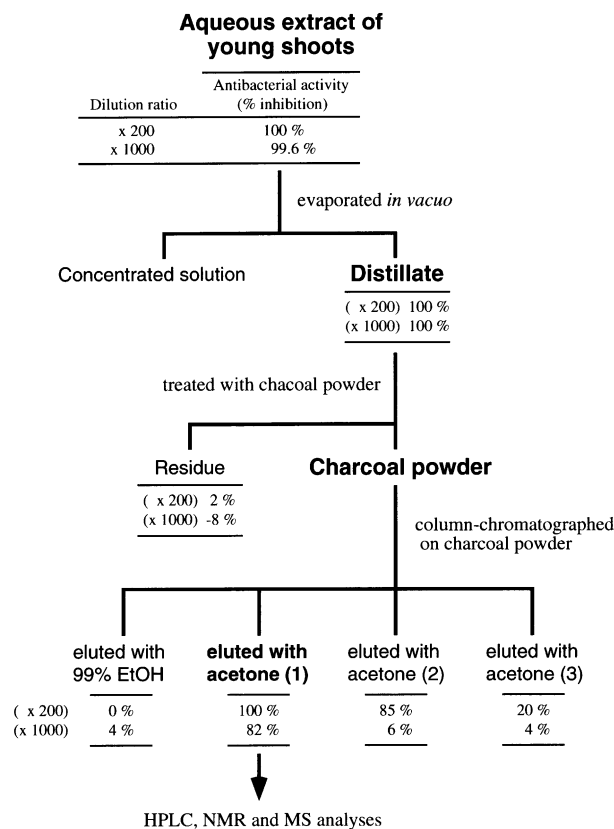 Aqueous extract of
young shoots
Antibacterial activity
Dilution ratio (% inhibition)
x 200 100 %
x 1000 99.6 %
evaporated in vacuo
Concentrated solution Distillate
( x 200) 100 %
(x 1000) 100 %
treated with chacoal powder
Residue Charcoal powder
( x 200) 2 %
(x 1000) -8 %
column-chromatographed
on charcoal powder
eluted with eluted with eluted with eluted with
99% EtOH acetone (1) acetone (2) acetone (3)
( x 200) 0 % 100 % 85 % 20 %
(x 1000) 4 % 82 % 6 % 4 %
HPLC, NMR and MS analyses